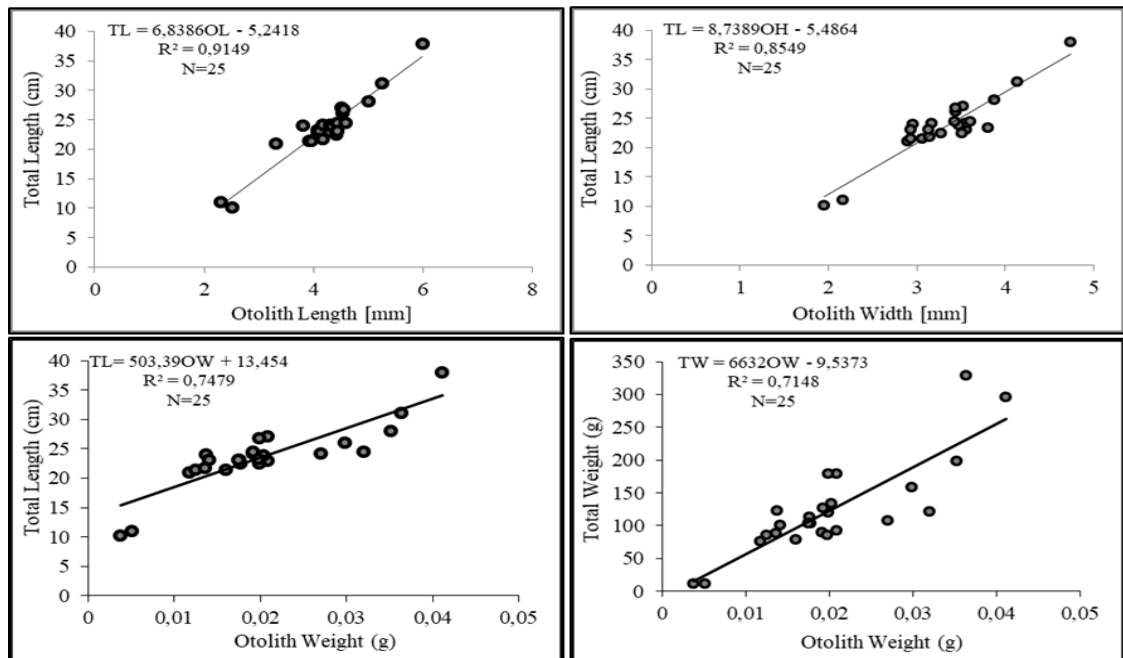 TL = 6,8386OL - 5,2418
R² = 0,9149
N=25
40
35
30
25
20
15
10
5
0
Total Length (cm)
0 2 4 6 8
Otolith Length [mm]
TL = 8,7389OH - 5,4864
R² = 0,8549
N=25
40
35
30
25
20
15
10
5
0
Total Length (cm)
0 1 2 3 4 5
Otolith Width [mm]
TL= 503,39OW + 13,454
R² = 0,7479
N=25
40
35
30
25
20
15
10
5
0
Total Length (cm)
0 0,01 0,02 0,03 0,04 0,05
Otolith Weight (g)
TW = 6632OW - 9,5373
R² = 0,7148
N=25
350
300
250
200
150
100
50
0
Total Weight (g)
0 0,01 0,02 0,03 0,04 0,05
Otolith Weight (g)